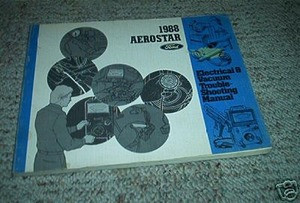 1988
AEROSTAR
Ford
Electrical &
Vacuum
Trouble-
Shooting
Manual